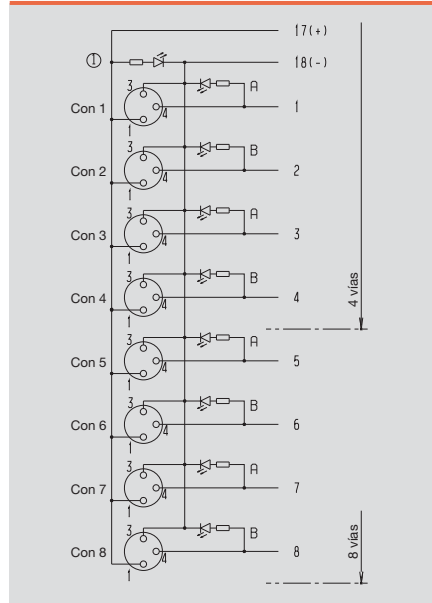 17(+)
① 18(-)
3 A
Con 1 4 1
1
3 B
Con 2 4 2
1
3 A
Con 3 4 3
1
3 B
Con 4 4 4
1
4 vías
3 A
Con 5 4 5
1
3 B
Con 6 4 6
1
3 A
Con 7 4 7
1
3 B
Con 8 4 8
1
8 vías